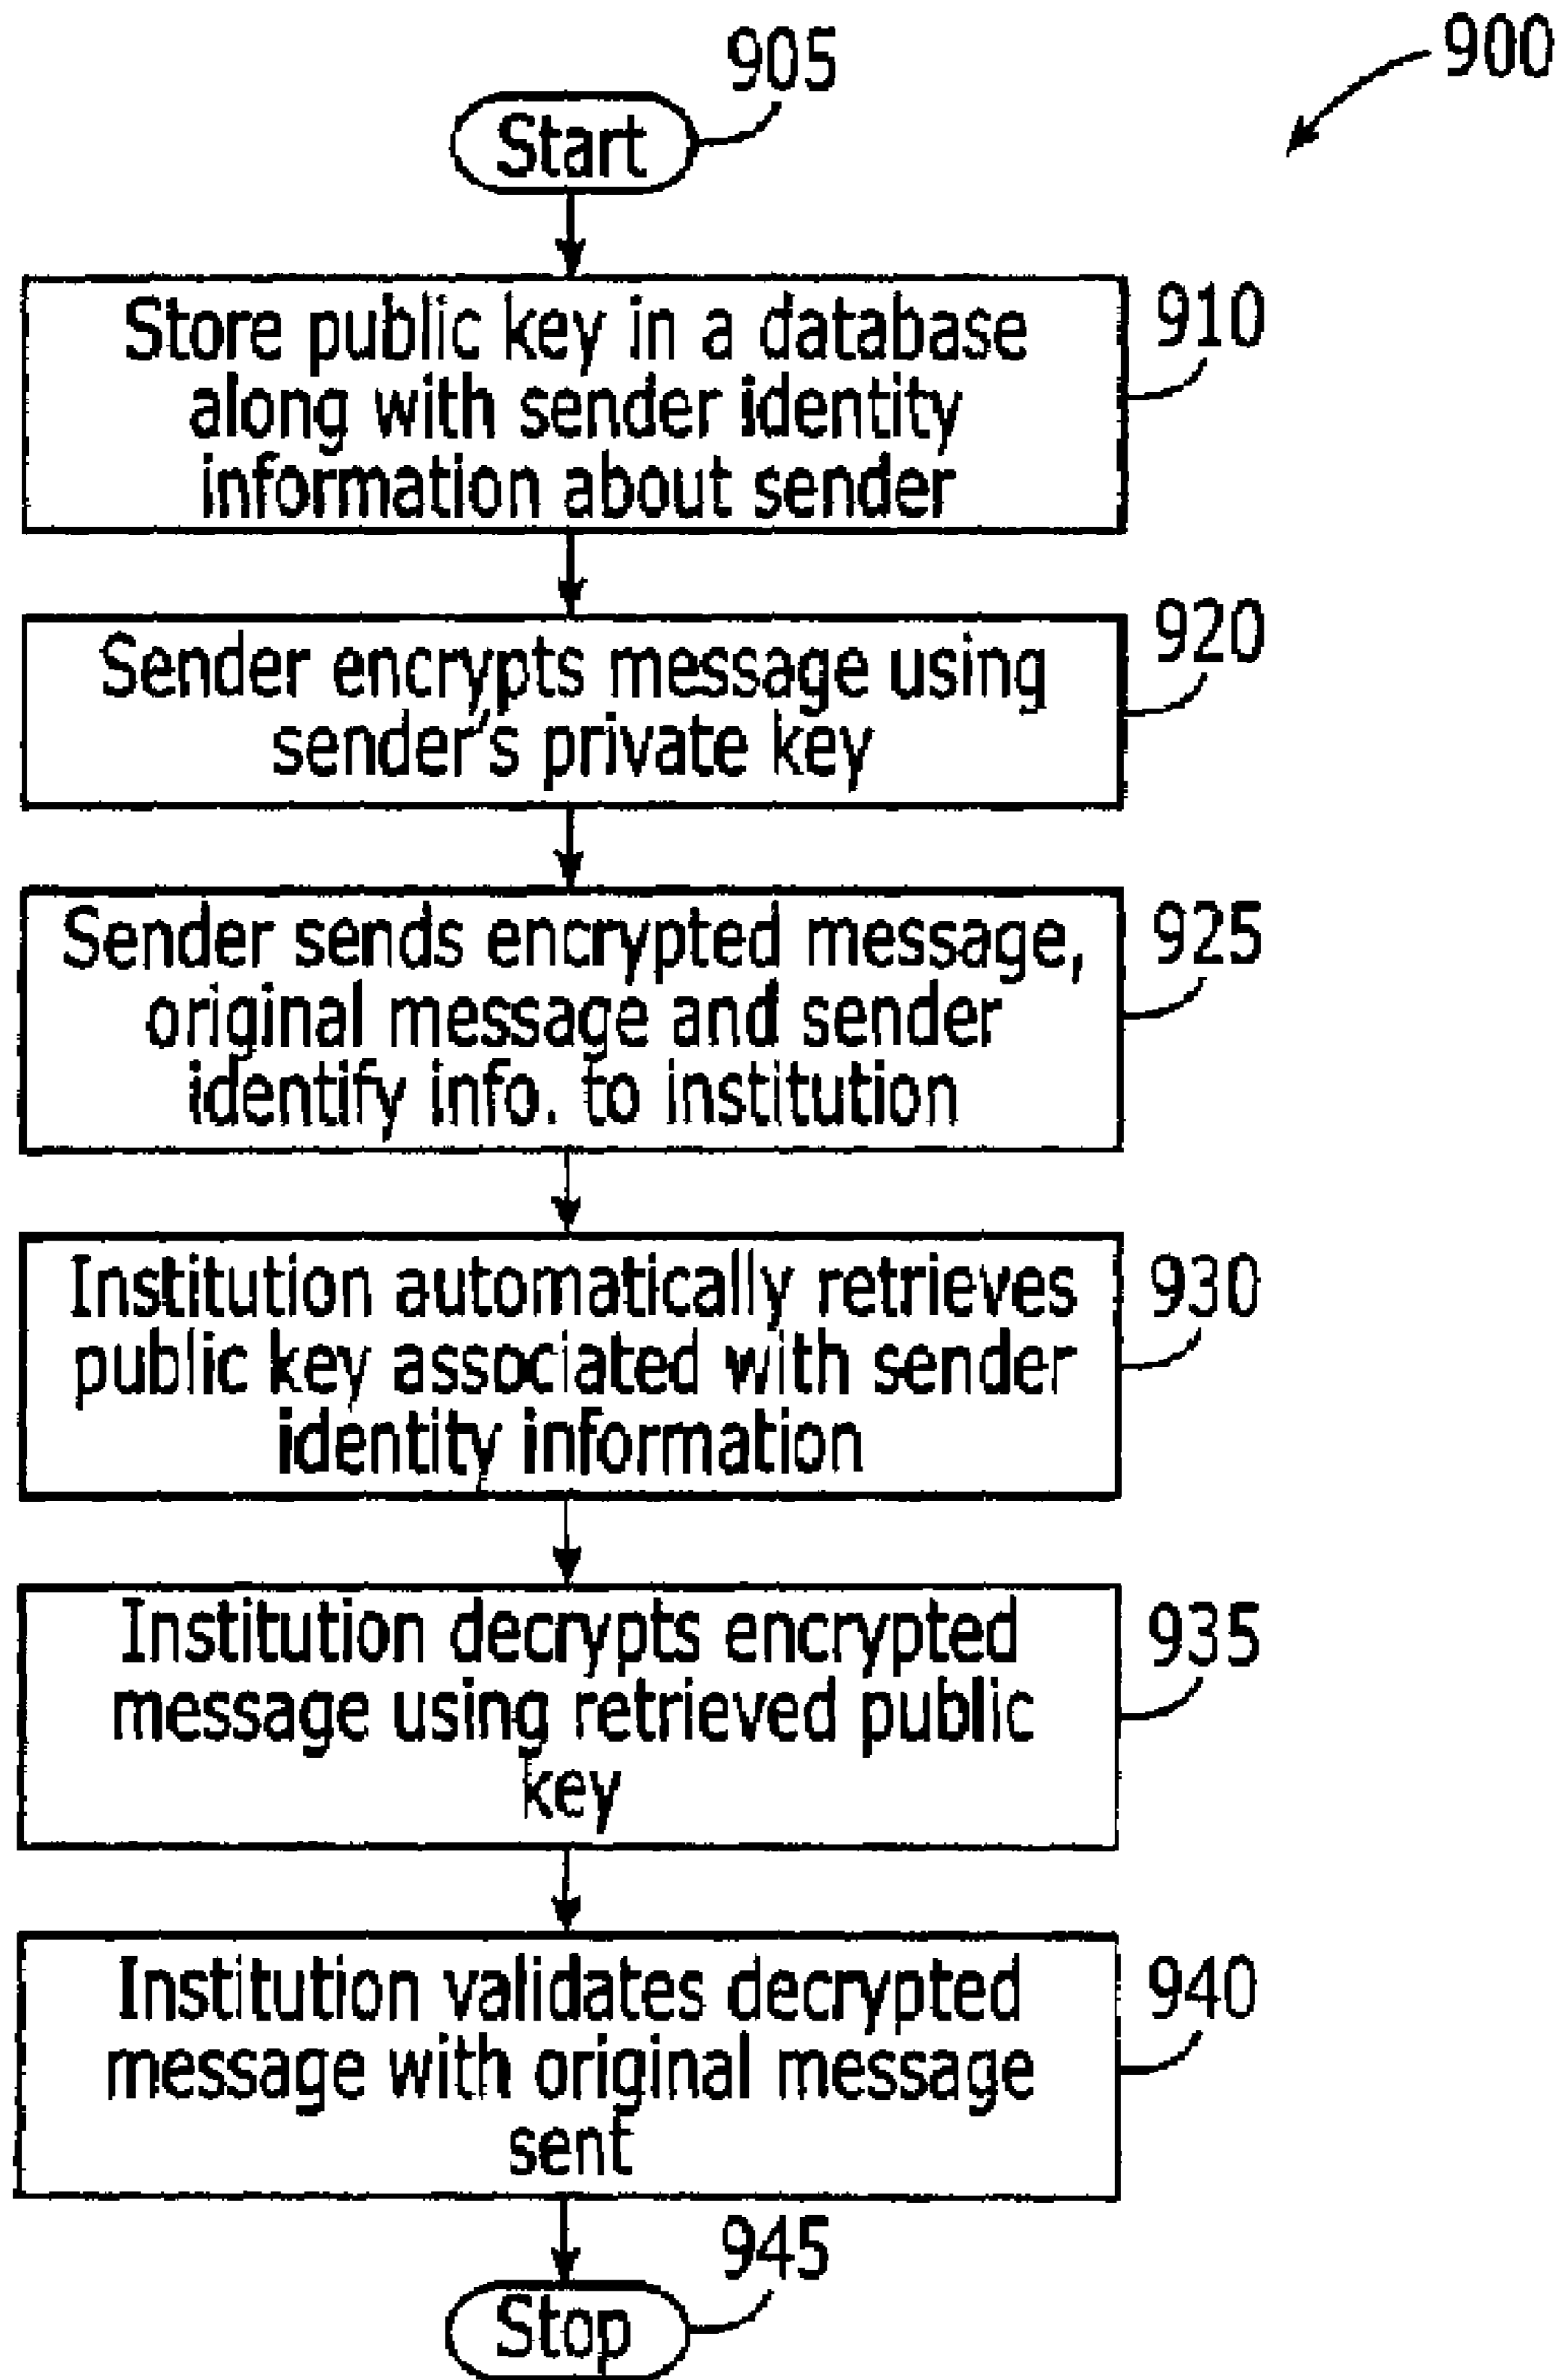 900
905
Start
910
Store public key in a database
along with sender identity
information about sender
920
Sender encrypts message using
sender's private key
925
Sender sends encrypted message,
original message and sender
identify info. to institution
930
Institution automatically retrieves
public key associated with sender
identity information
935
Institution decrypts encrypted
message using retrieved public
key
940
Institution validates decrypted
message with original message
sent
945
Stop